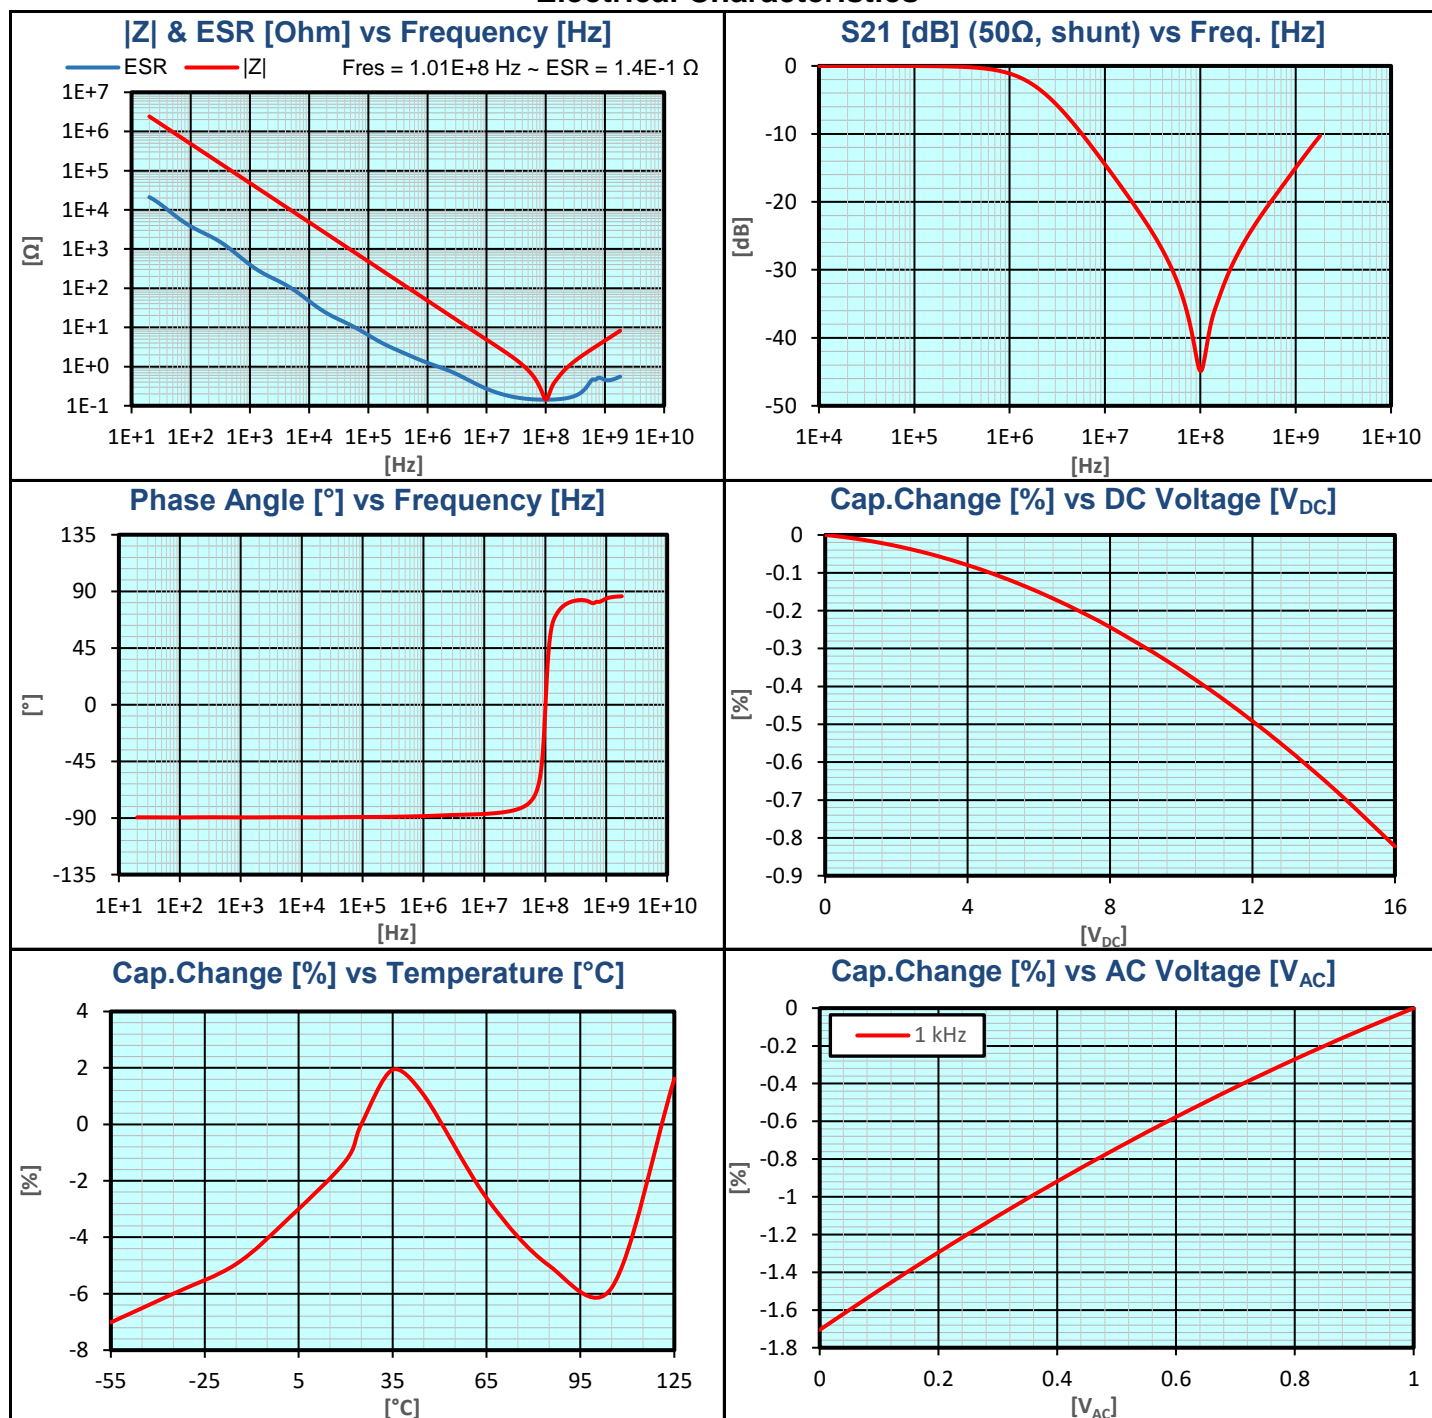 |Z| & ESR [Ohm] vs Frequency [Hz]
ESR |Z| Fres = 1.01E+8 Hz ~ ESR = 1.4E-1 Ω
1E+7
1E+6
1E+5
1E+4
1E+3
1E+2
1E+1
1E+0
1E-1
[Ω]
1E+1 1E+2 1E+3 1E+4 1E+5 1E+6 1E+7 1E+8 1E+9 1E+10
[Hz]
S21 [dB] (50Ω, shunt) vs Freq. [Hz]
0
-10
-20
-30
-40
-50
[dB]
1E+4 1E+5 1E+6 1E+7 1E+8 1E+9 1E+10
[Hz]
Phase Angle [°] vs Frequency [Hz]
135
90
45
0
-45
-90
-135
[°]
1E+1 1E+2 1E+3 1E+4 1E+5 1E+6 1E+7 1E+8 1E+9 1E+10
[Hz]
Cap.Change [%] vs DC Voltage [VDC]
0
-0.1
-0.2
-0.3
-0.4
-0.5
-0.6
-0.7
-0.8
-0.9
[%]
0 4 8 12 16
[VDC]
Cap.Change [%] vs Temperature [°C]
4
2
0
-2
-4
-6
-8
[%]
-55 -25 5 35 65 95 125
[°C]
Cap.Change [%] vs AC Voltage [VAC]
1 kHz
0
-0.2
-0.4
-0.6
-0.8
-1
-1.2
-1.4
-1.6
-1.8
[%]
0 0.2 0.4 0.6 0.8 1
[VAC]